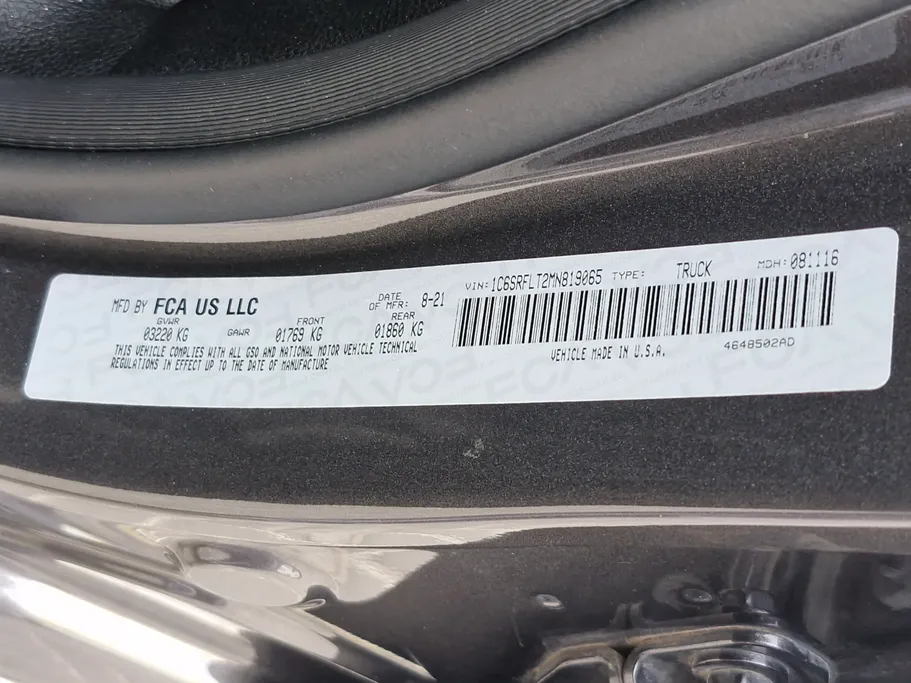 MFD BY FCA US LLC
DATE OF MFR: 8-21
GVWR 03220 KG
GAWR
FRONT 01769 KG
REAR 01860 KG
THIS VEHICLE COMPLIES WITH ALL GSO AND NATIONAL MOTOR VEHICLE TECHNICAL
REGULATIONS IN EFFECT UP TO THE DATE OF MANUFACTURE
VIN: 1C6SRFLT2MN819065 TYPE: TRUCK MDH: 081116
VEHICLE MADE IN U.S.A.
4648502AD